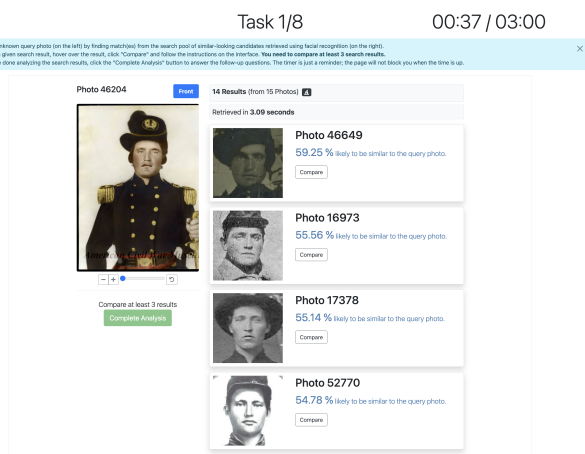 Task 1/8
00:37 / 03:00
nknown query photo (on the left) by finding match(es) from the search pool of similar-looking candidates retrieved using facial recognition (on the right).
given search result, hover over the result, click "Compare" and follow the instructions on the interface. You need to compare at least 3 search results.
done analyzing the search results, click the "Complete Analysis" button to answer the follow-up questions. The timer is just a reminder; the page will not block you when the time is up.
Photo 46204
Front
14 Results (from 15 Photos)
Retrieved in 3.09 seconds
Photo 46649
59.25 % likely to be similar to the query photo.
Compare
Photo 16973
55.56 % likely to be similar to the query photo.
Compare
Compare at least 3 results
Complete Analysis
Photo 17378
55.14 % likely to be similar to the query photo.
Compare
Photo 52770
54.78 % likely to be similar to the query photo.
Compare